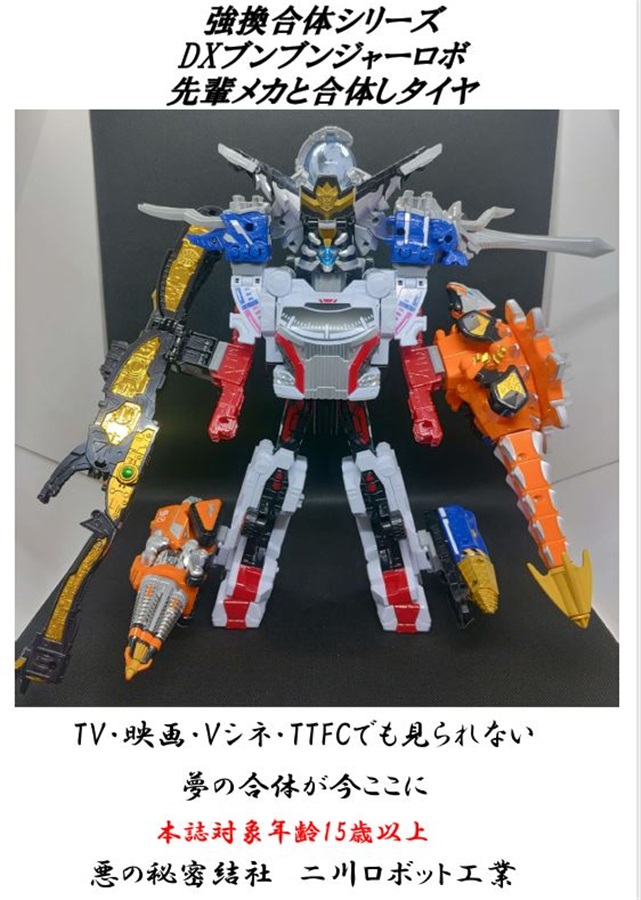 強換合体シリーズ
DXブンブンジャーロボ
先輩メカと合体しタイヤ
TV・映画・Vシネ・TTFCでも見られない
夢の合体が今ここに
本誌対象年齢15歳以上
悪の秘密結社　二川ロボット工業